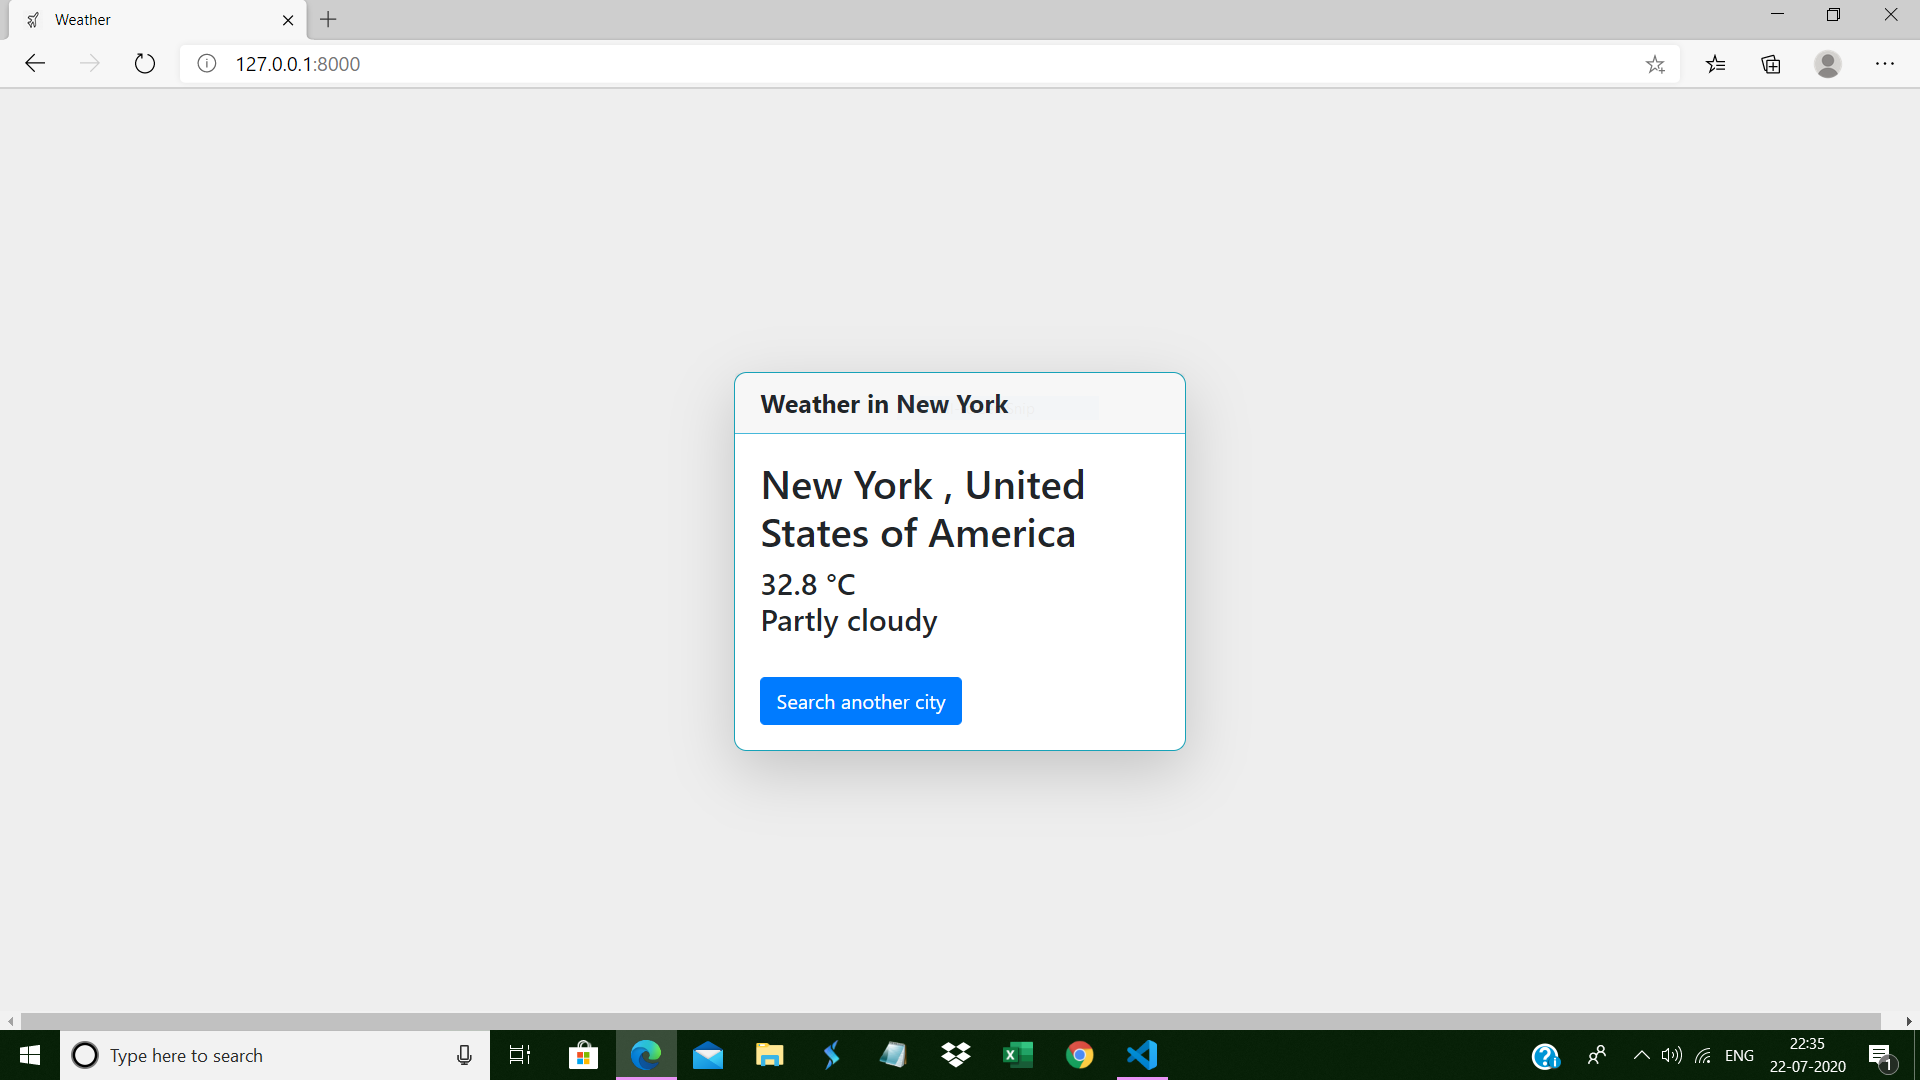 Weather
127.0.0.1:8000
Weather in New York
New York , United
States of America
32.8 °C
Partly cloudy
Search another city
Type here to search
ENG
22:35
22-07-2020
1